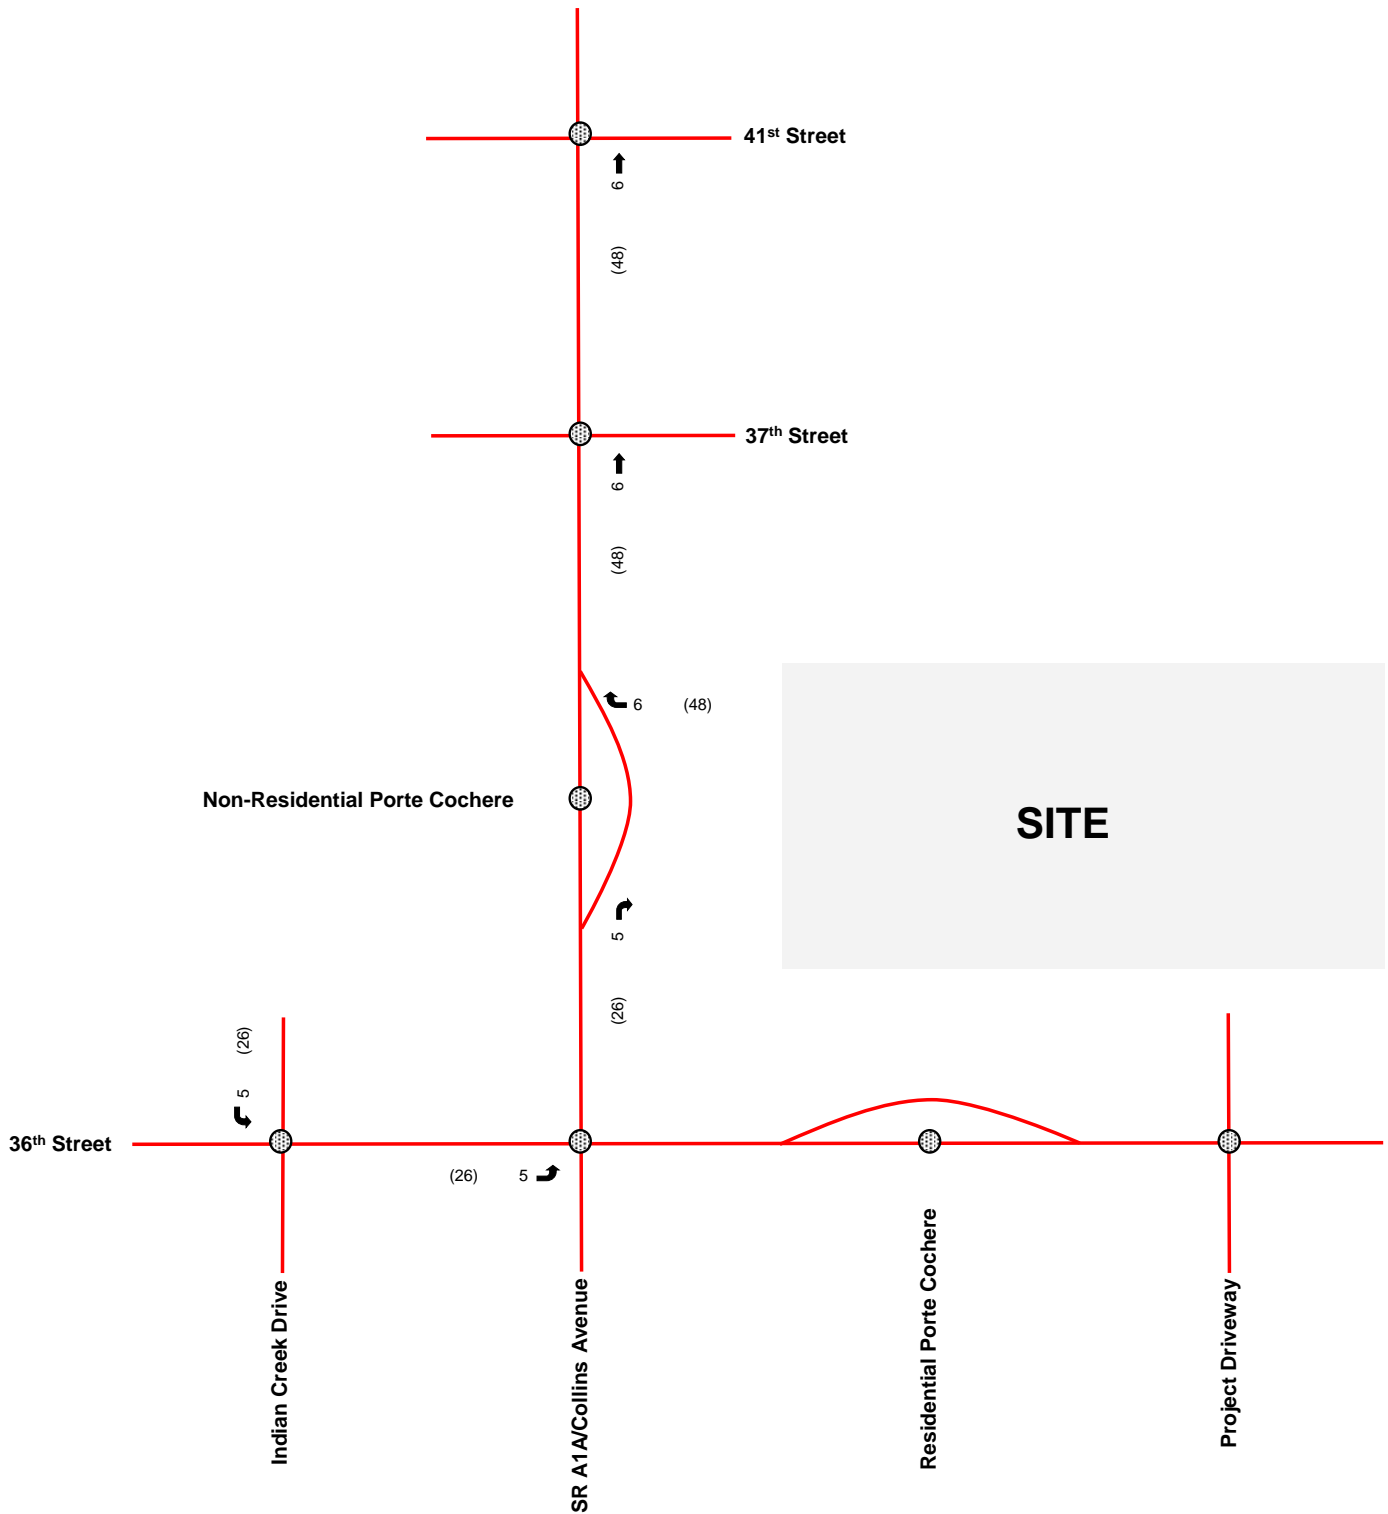 41st Street
6
(48)
37th Street
6
(48)
6 (48)
Non-Residential Porte Cochere
SITE
5
(26)
(26)
5
36th Street
(26) 5
Indian Creek Drive
SR A1A/Collins Avenue
Residential Porte Cochere
Project Driveway